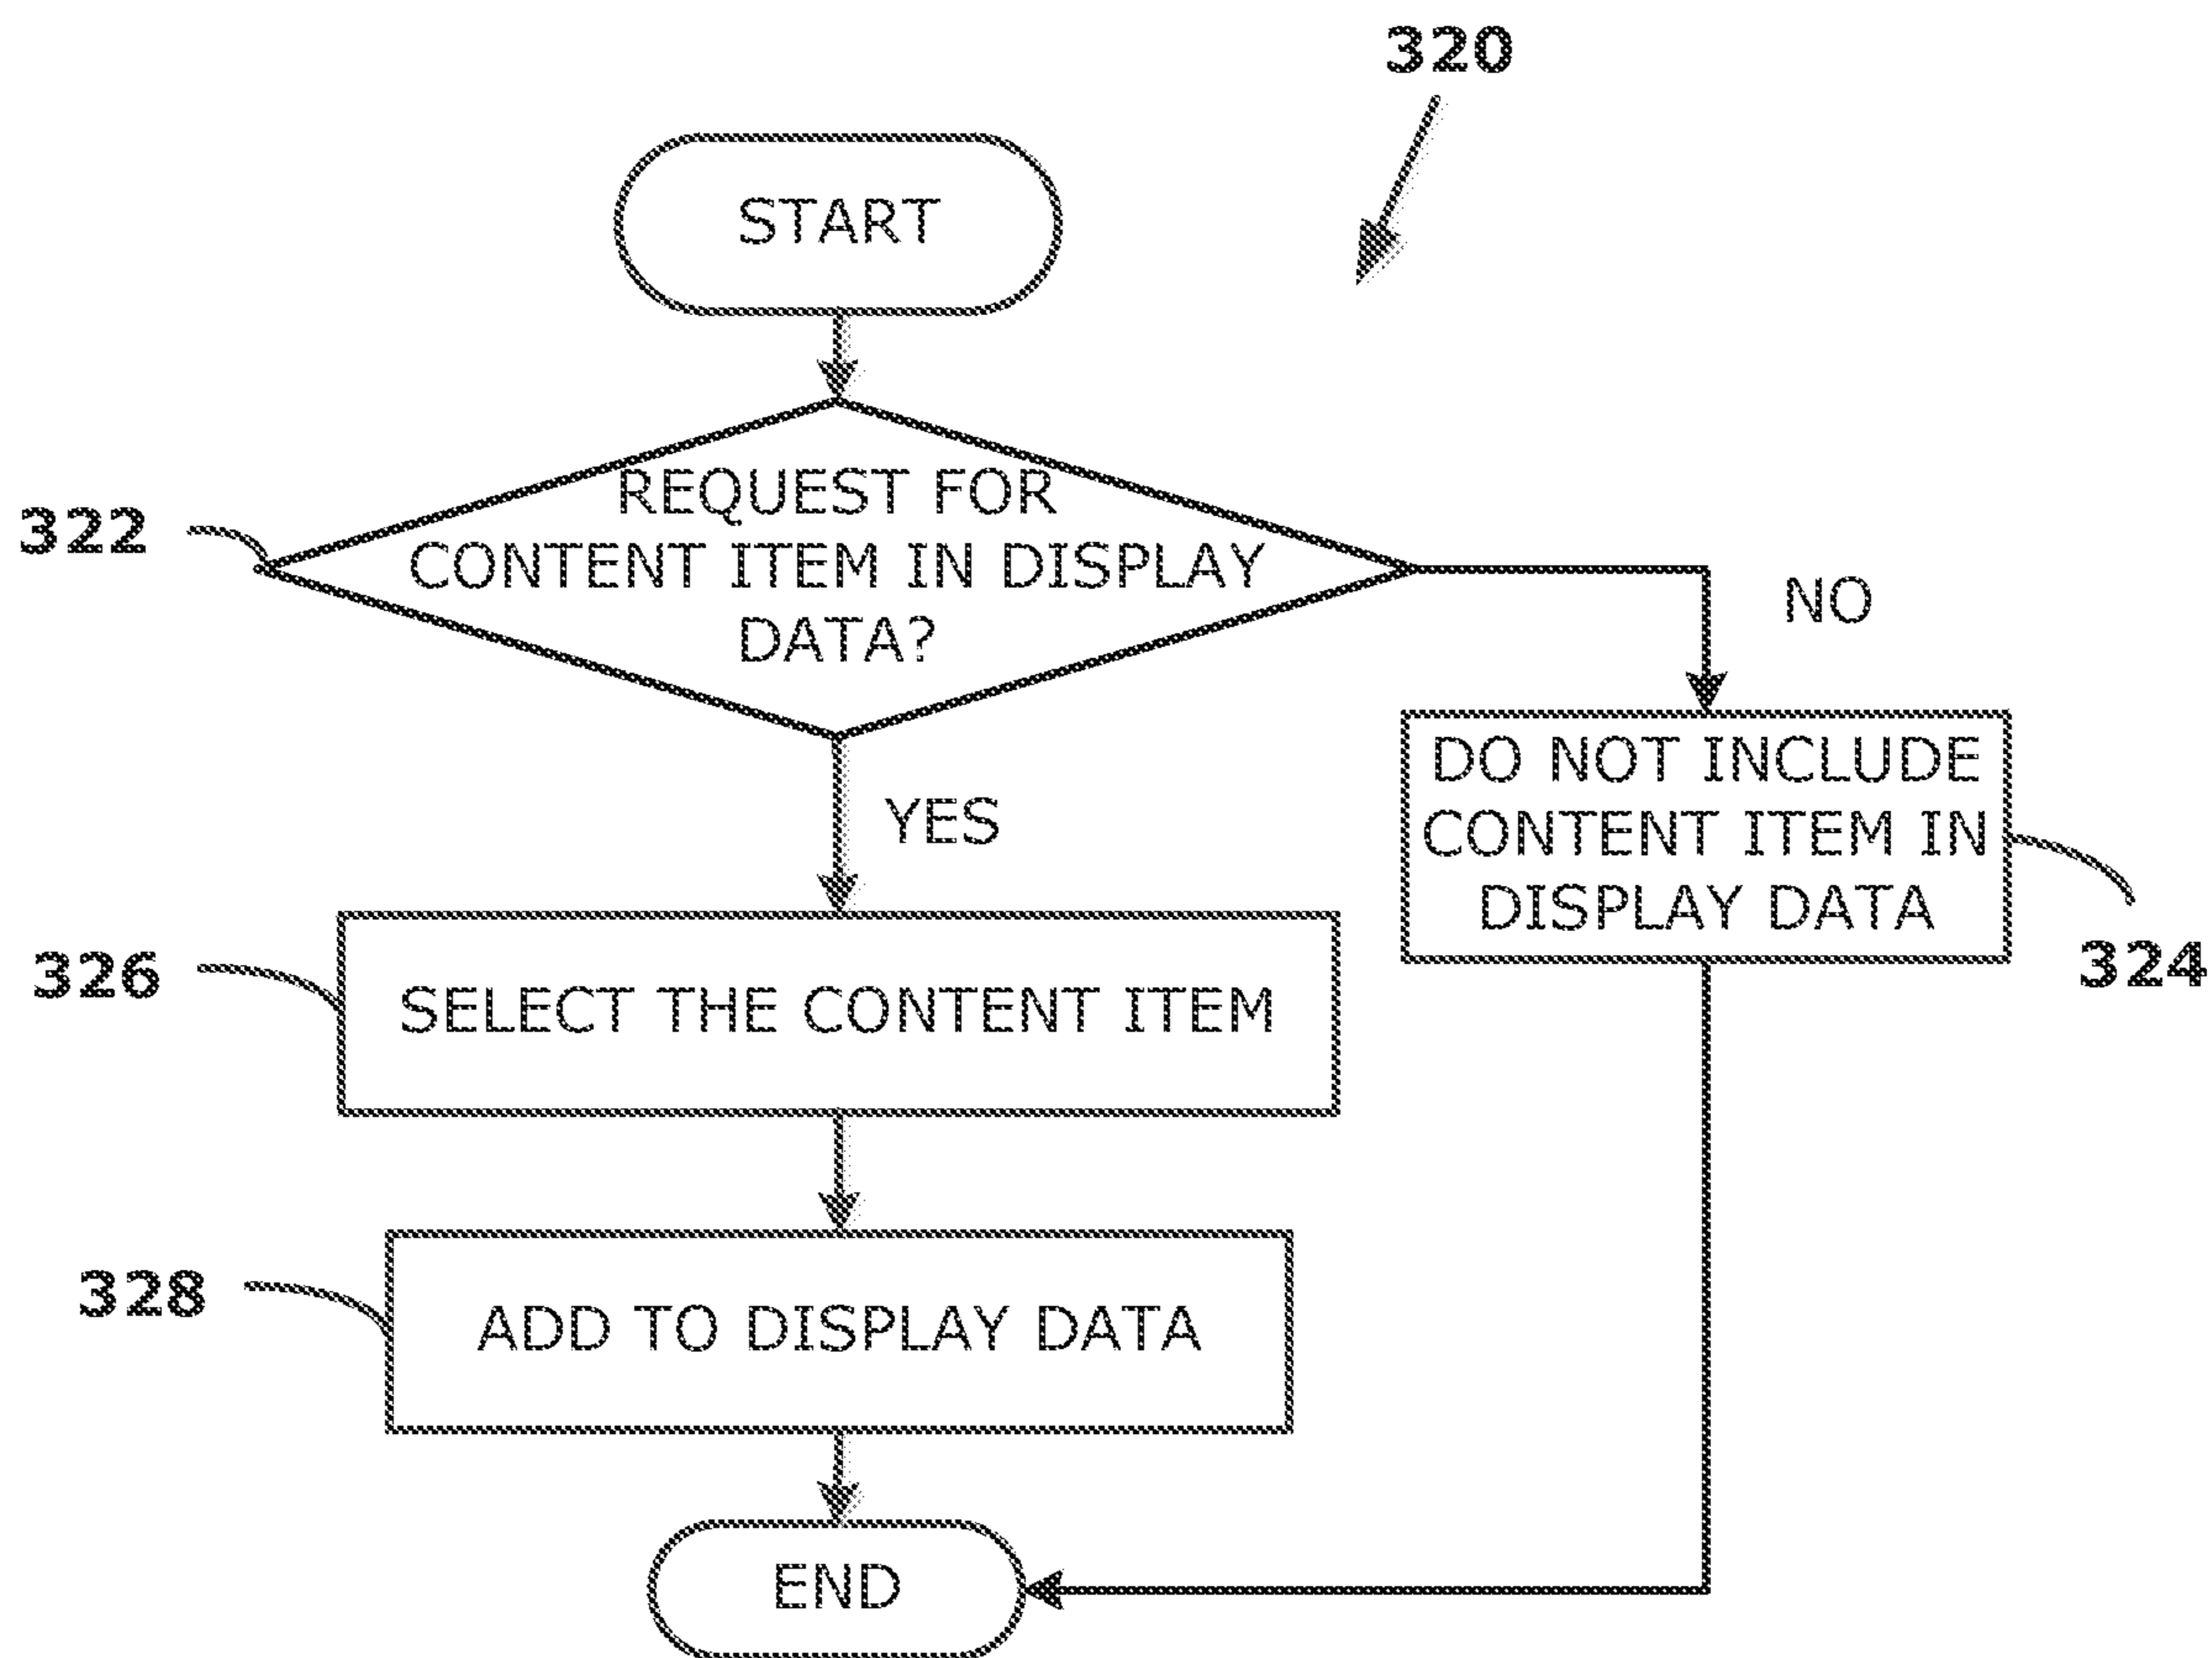 320
START
322
REQUEST FOR
CONTENT ITEM IN DISPLAY
DATA?
NO
YES
DO NOT INCLUDE
CONTENT ITEM IN
DISPLAY DATA
324
326
SELECT THE CONTENT ITEM
328
ADD TO DISPLAY DATA
END